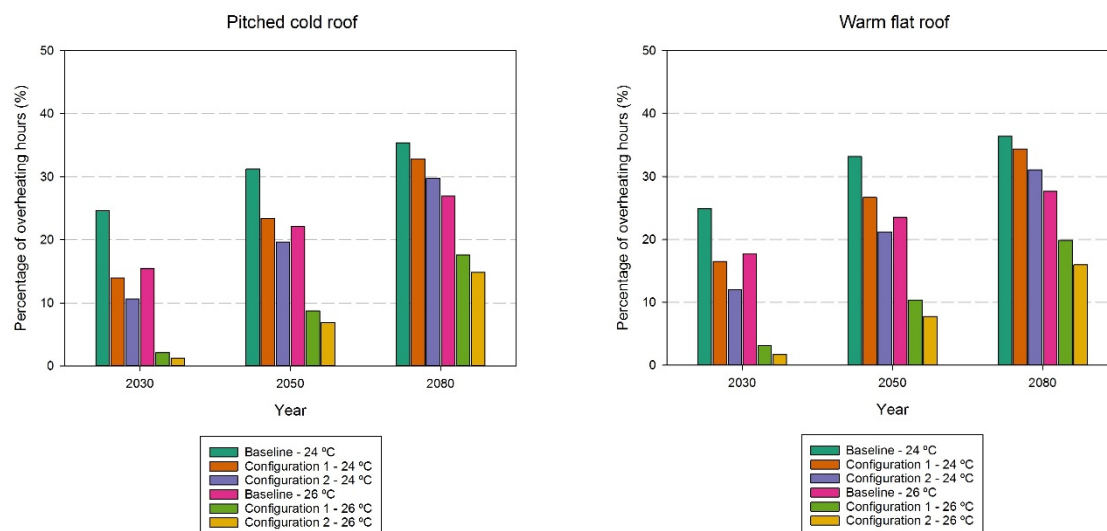 Pitched cold roof
50
40
30
20
10
0
Percentage of overheating hours (%)
2030 2050 2080
Year
Baseline - 24 ºC
Configuration 1 - 24 ºC
Configuration 2 - 24 ºC
Baseline - 26 ºC
Configuration 1 - 26 ºC
Configuration 2 - 26 ºC
Warm flat roof
50
40
30
20
10
0
Percentage of overheating hours (%)
2030 2050 2080
Year
Baseline - 24 ºC
Configuration 1 - 24 ºC
Configuration 2 - 24 ºC
Baseline - 26 ºC
Configuration 1 - 26 ºC
Configuration 2 - 26 ºC